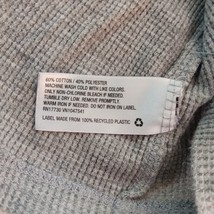 60% COTTON / 40% POLYESTER
MACHINE WASH COLD WITH LIKE COLORS.
ONLY NON-CHLORINE BLEACH IF NEEDED.
TUMBLE DRY LOW. REMOVE PROMPTLY.
WARM IRON IF NEEDED. DO NOT IRON ON LABEL.
RN17730 VN1047541
LABEL MADE FROM 100% RECYCLED PLASTIC